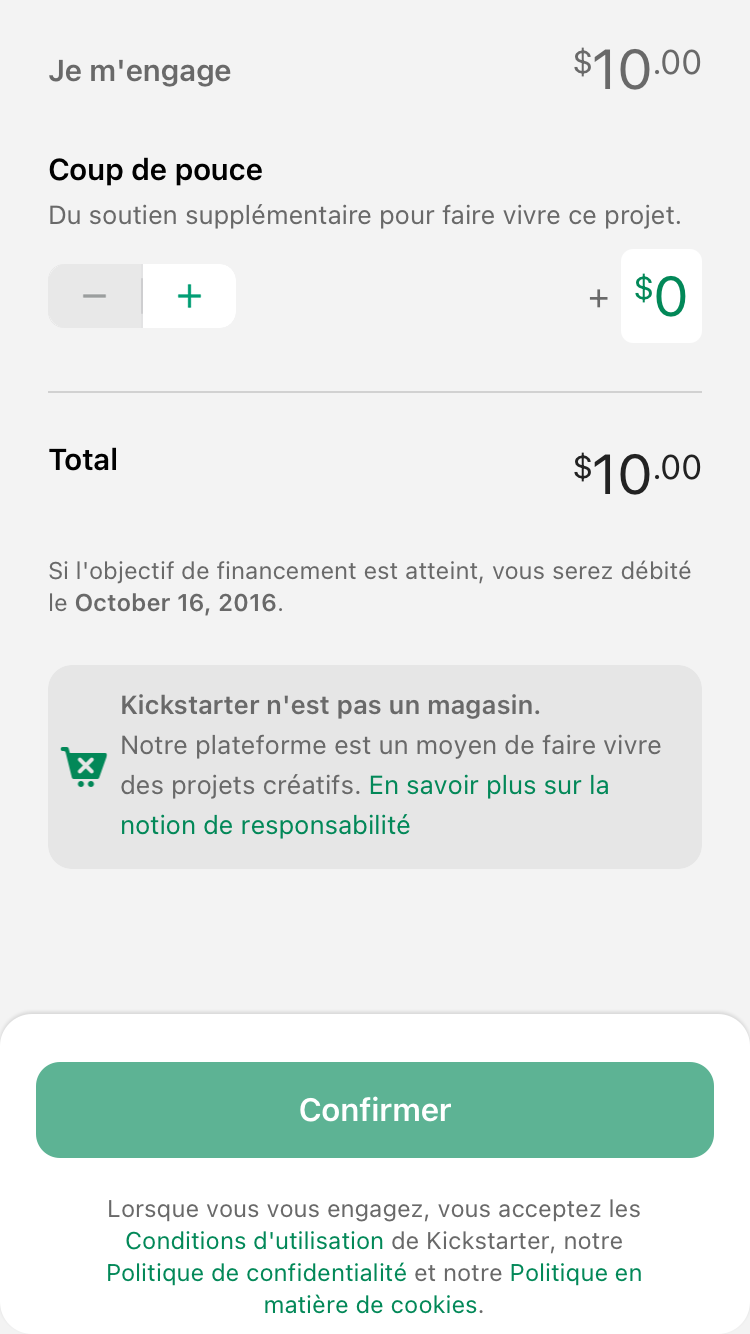 Je m'engage $10.00
Coup de pouce
Du soutien supplémentaire pour faire vivre ce projet.
− + + $0
Total $10.00
Si l'objectif de financement est atteint, vous serez débité
le October 16, 2016.
Kickstarter n'est pas un magasin.
Notre plateforme est un moyen de faire vivre
des projets créatifs. En savoir plus sur la
notion de responsabilité
Confirmer
Lorsque vous vous engagez, vous acceptez les
Conditions d'utilisation de Kickstarter, notre
Politique de confidentialité et notre Politique en
matière de cookies.